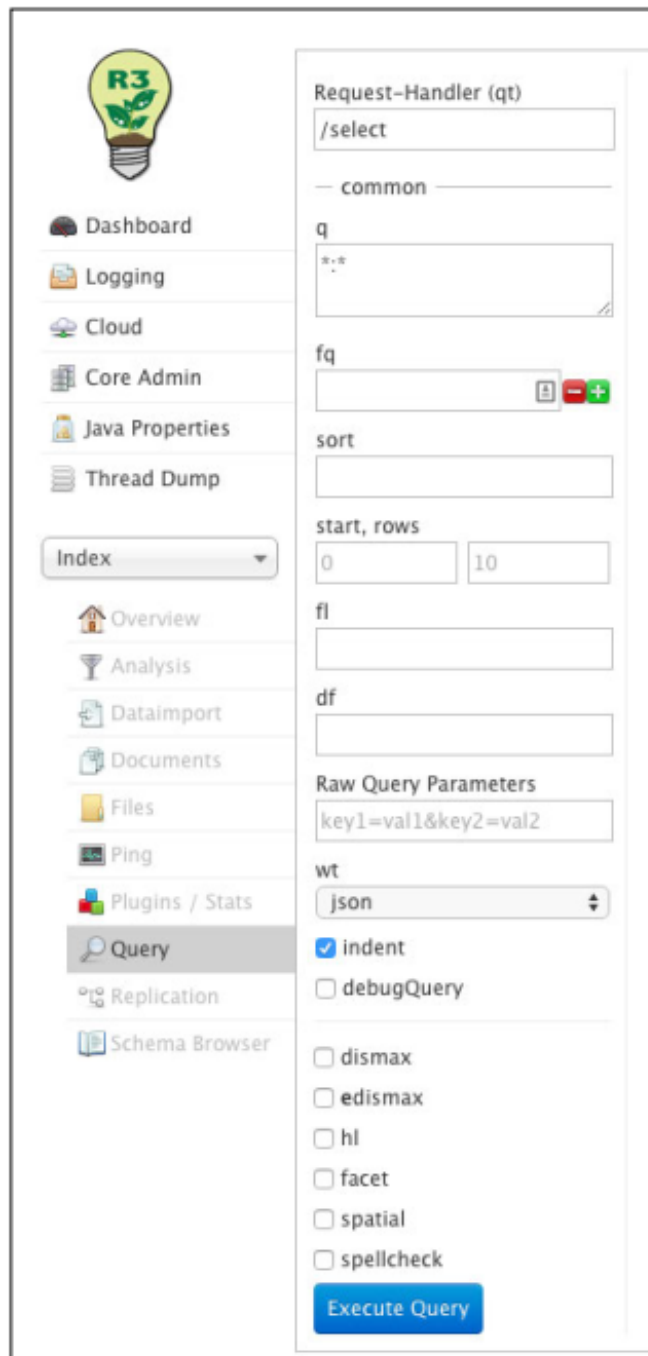 R3
Dashboard
Logging
Cloud
Core Admin
Java Properties
Thread Dump
Index
Overview
Analysis
Dataimport
Documents
Files
Ping
Plugins / Stats
Query
Replication
Schema Browser
Request-Handler (qt)
/select
common
q
*:*
fq
sort
start, rows
0 10
fl
df
Raw Query Parameters
key1=val1&key2=val2
wt
json
indent
debugQuery
dismax
edismax
hl
facet
spatial
spellcheck
Execute Query